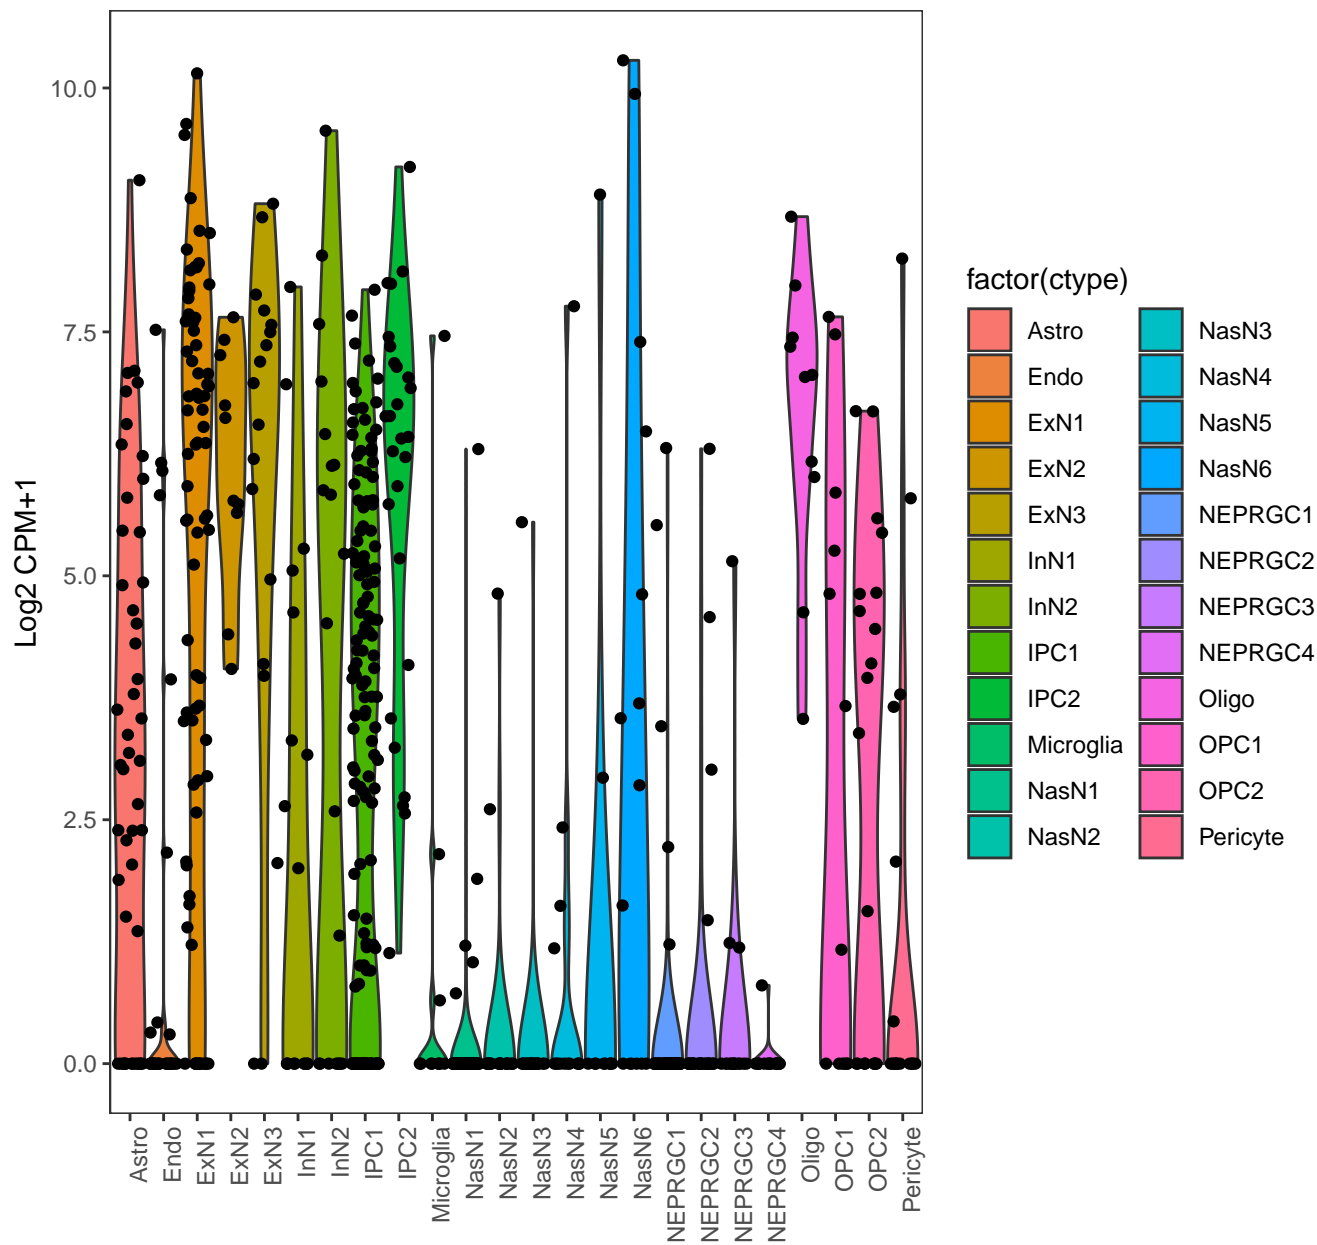 Log2 CPM+1
10.0
7.5
5.0
2.5
0.0
Astro
Endo
ExN1
ExN2
ExN3
InN1
InN2
IPC1
IPC2
Microglia
NasN1
NasN2
NasN3
NasN4
NasN5
NasN6
NEPRGC1
NEPRGC2
NEPRGC3
NEPRGC4
Oligo
OPC1
OPC2
Pericyte
factor(ctype)
Astro
Endo
ExN1
ExN2
ExN3
InN1
InN2
IPC1
IPC2
Microglia
NasN1
NasN2
NasN3
NasN4
NasN5
NasN6
NEPRGC1
NEPRGC2
NEPRGC3
NEPRGC4
Oligo
OPC1
OPC2
Pericyte